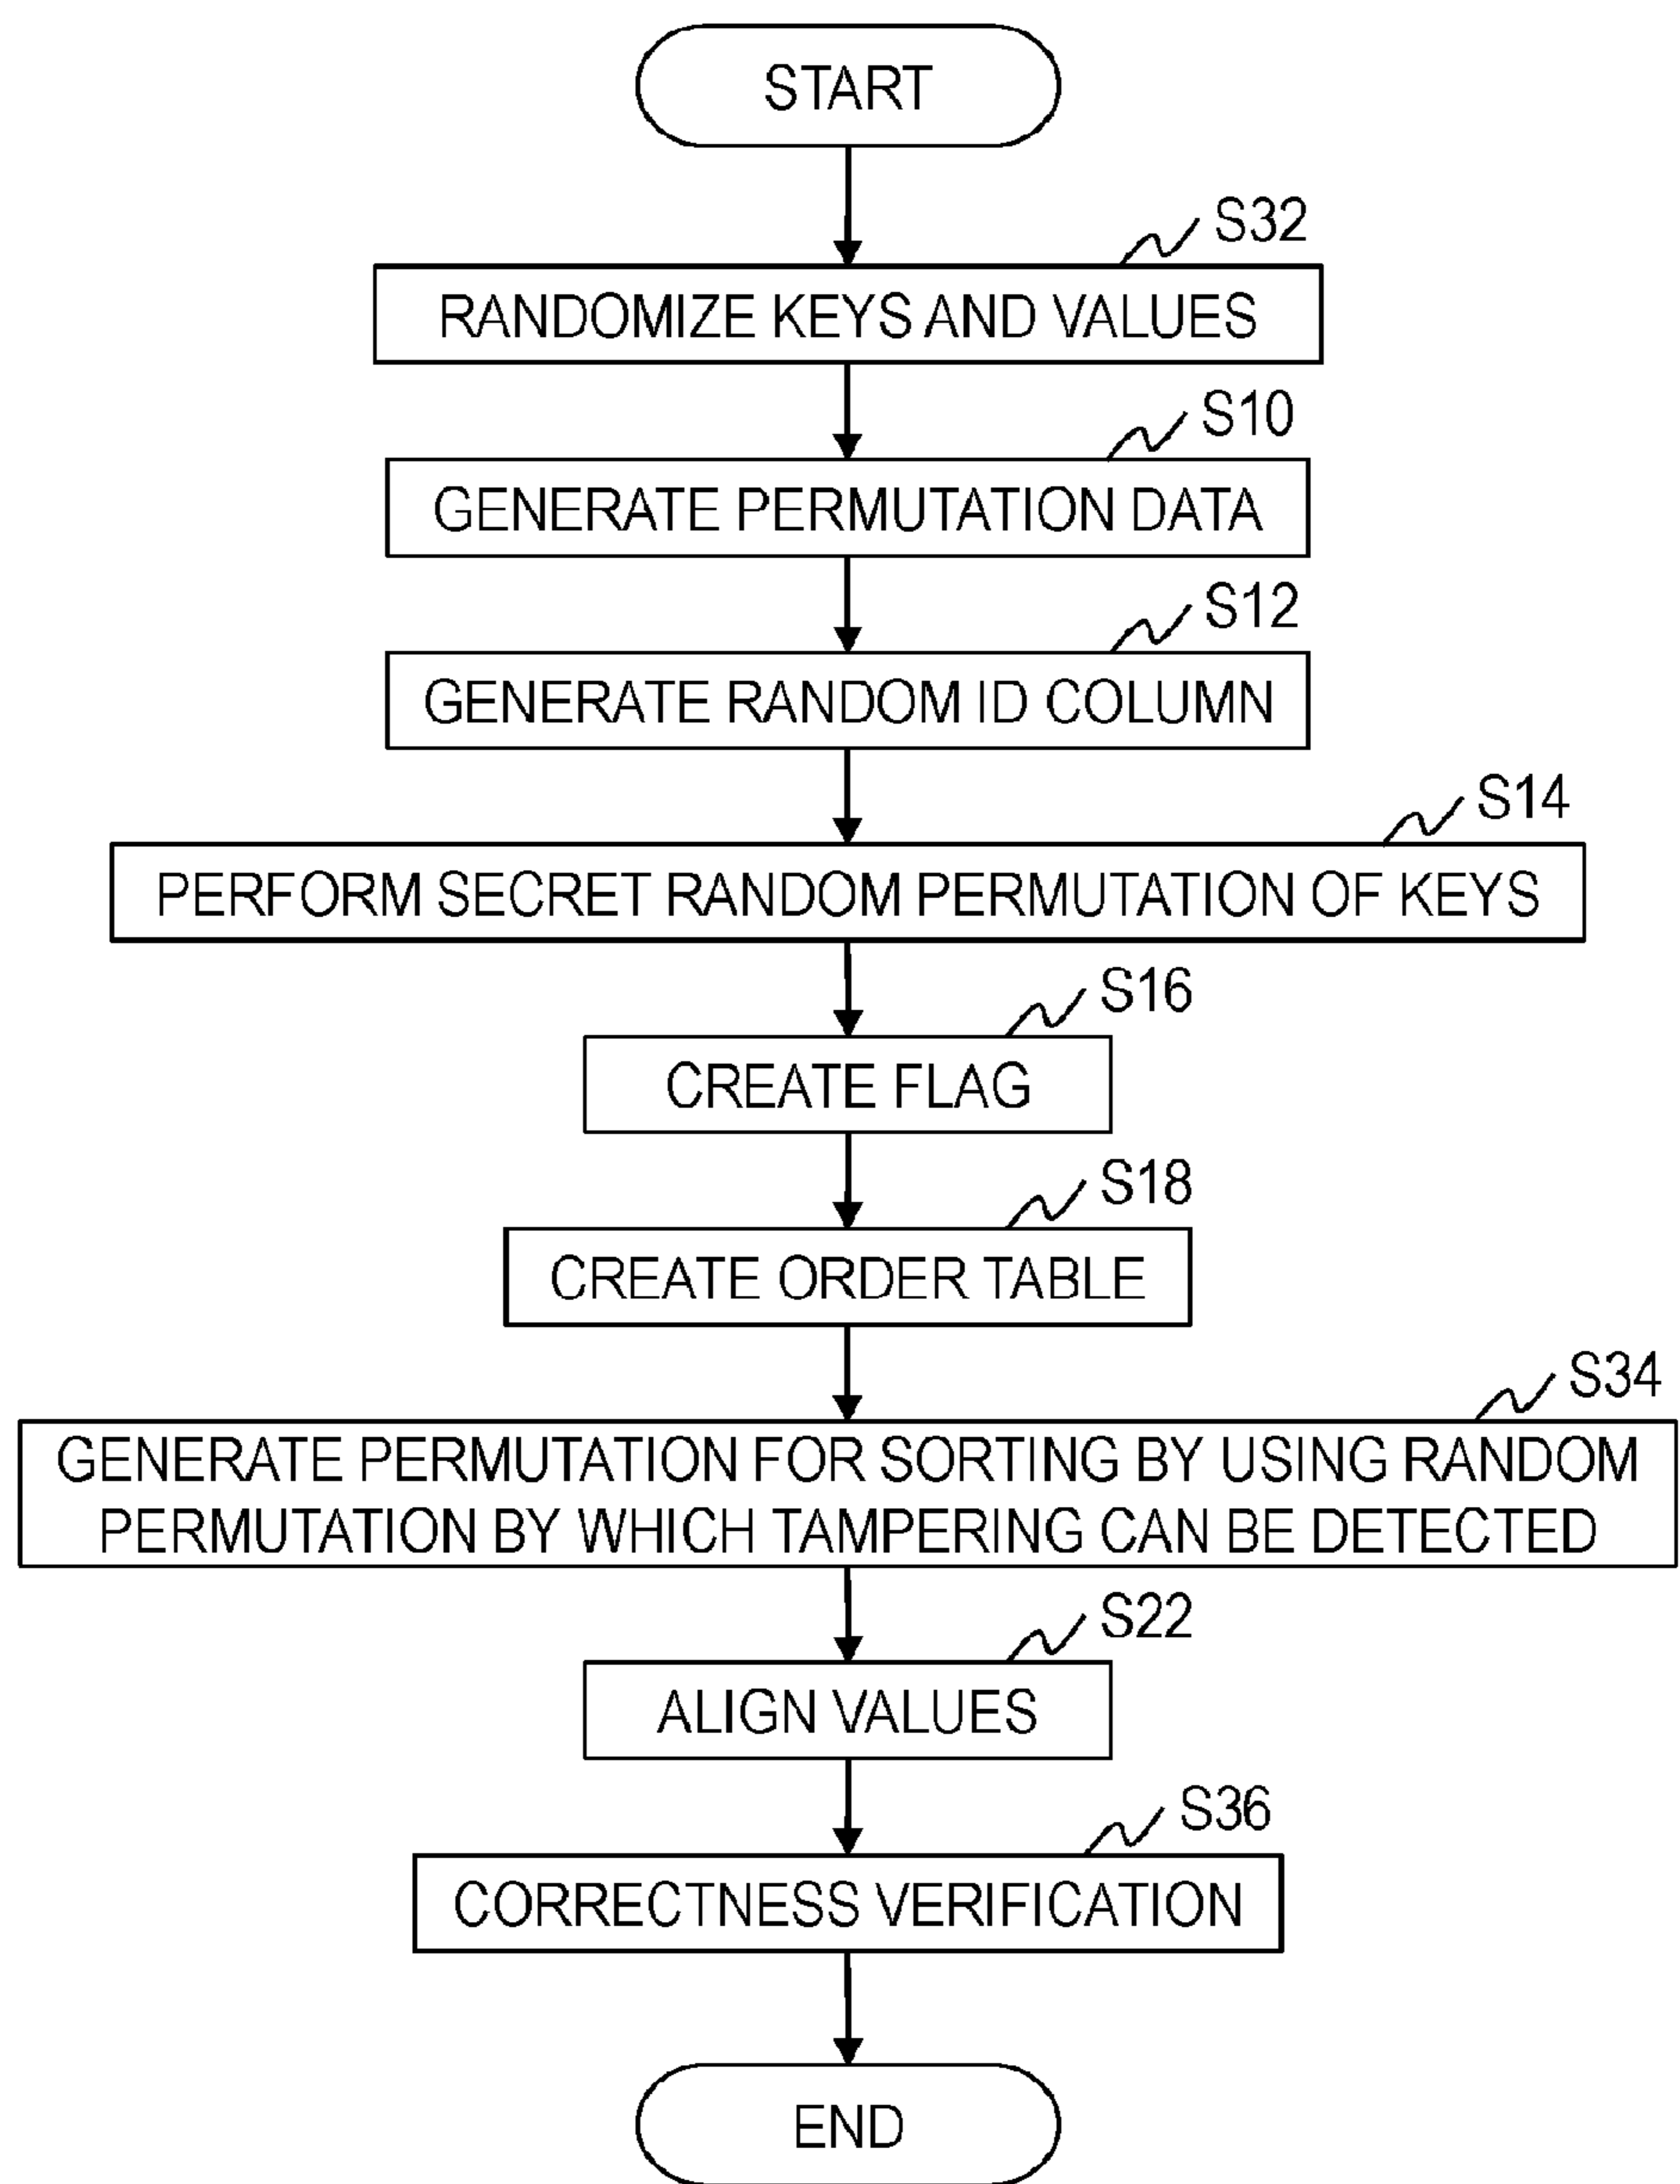 START
S32
RANDOMIZE KEYS AND VALUES
S10
GENERATE PERMUTATION DATA
S12
GENERATE RANDOM ID COLUMN
S14
PERFORM SECRET RANDOM PERMUTATION OF KEYS
S16
CREATE FLAG
S18
CREATE ORDER TABLE
S34
GENERATE PERMUTATION FOR SORTING BY USING RANDOM
PERMUTATION BY WHICH TAMPERING CAN BE DETECTED
S22
ALIGN VALUES
S36
CORRECTNESS VERIFICATION
END